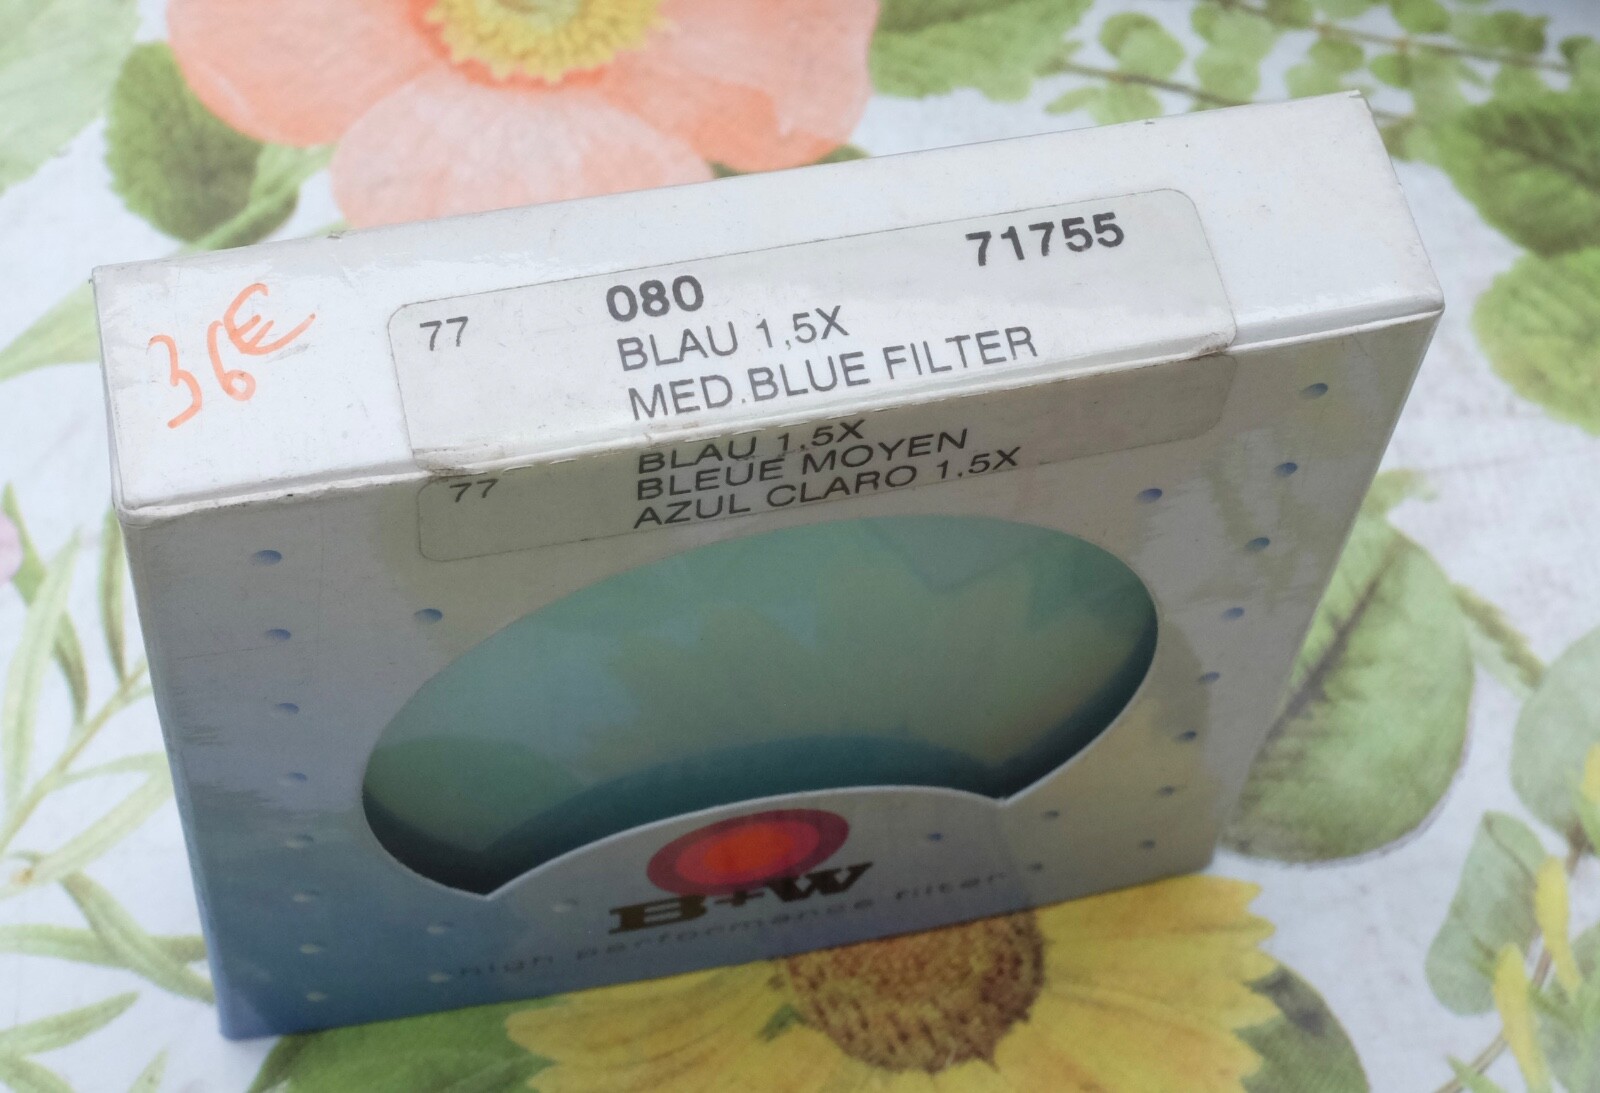 36€
77 080 71755
BLAU 1,5X
MED.BLUE FILTER
BLAU 1.5X
77 BLEUE MOYEN
AZUL CLARO 1.5X
B+W
high performance filter